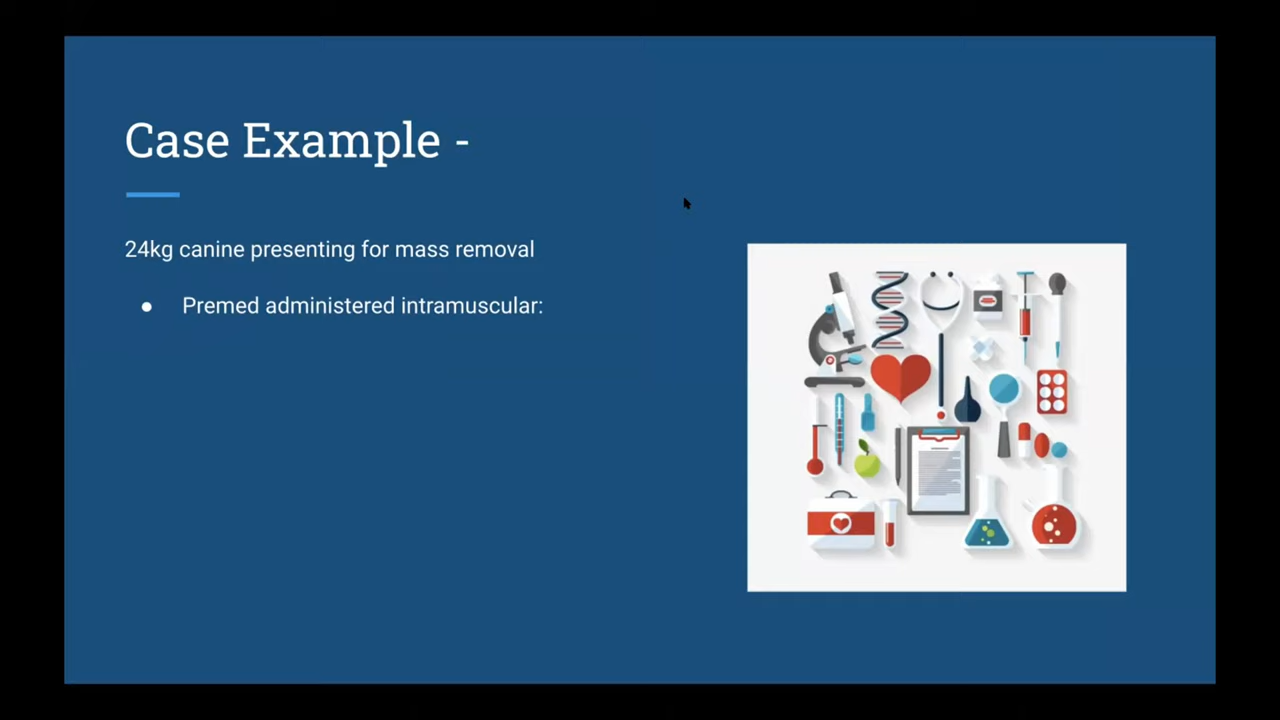 Case Example -
24kg canine presenting for mass removal
● Premed administered intramuscular: